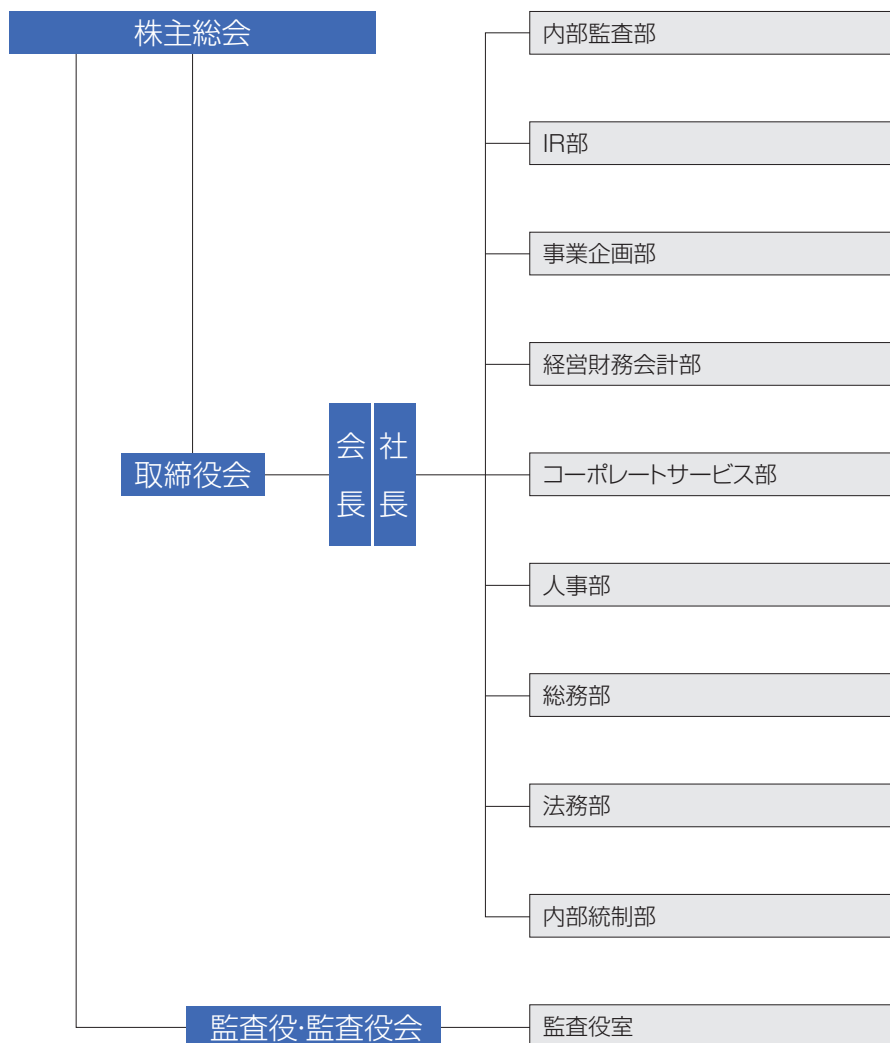 株主総会
取締役会
会長
社長
内部監査部
IR部
事業企画部
経営財務会計部
コーポレートサービス部
人事部
総務部
法務部
内部統制部
監査役・監査役会
監査役室